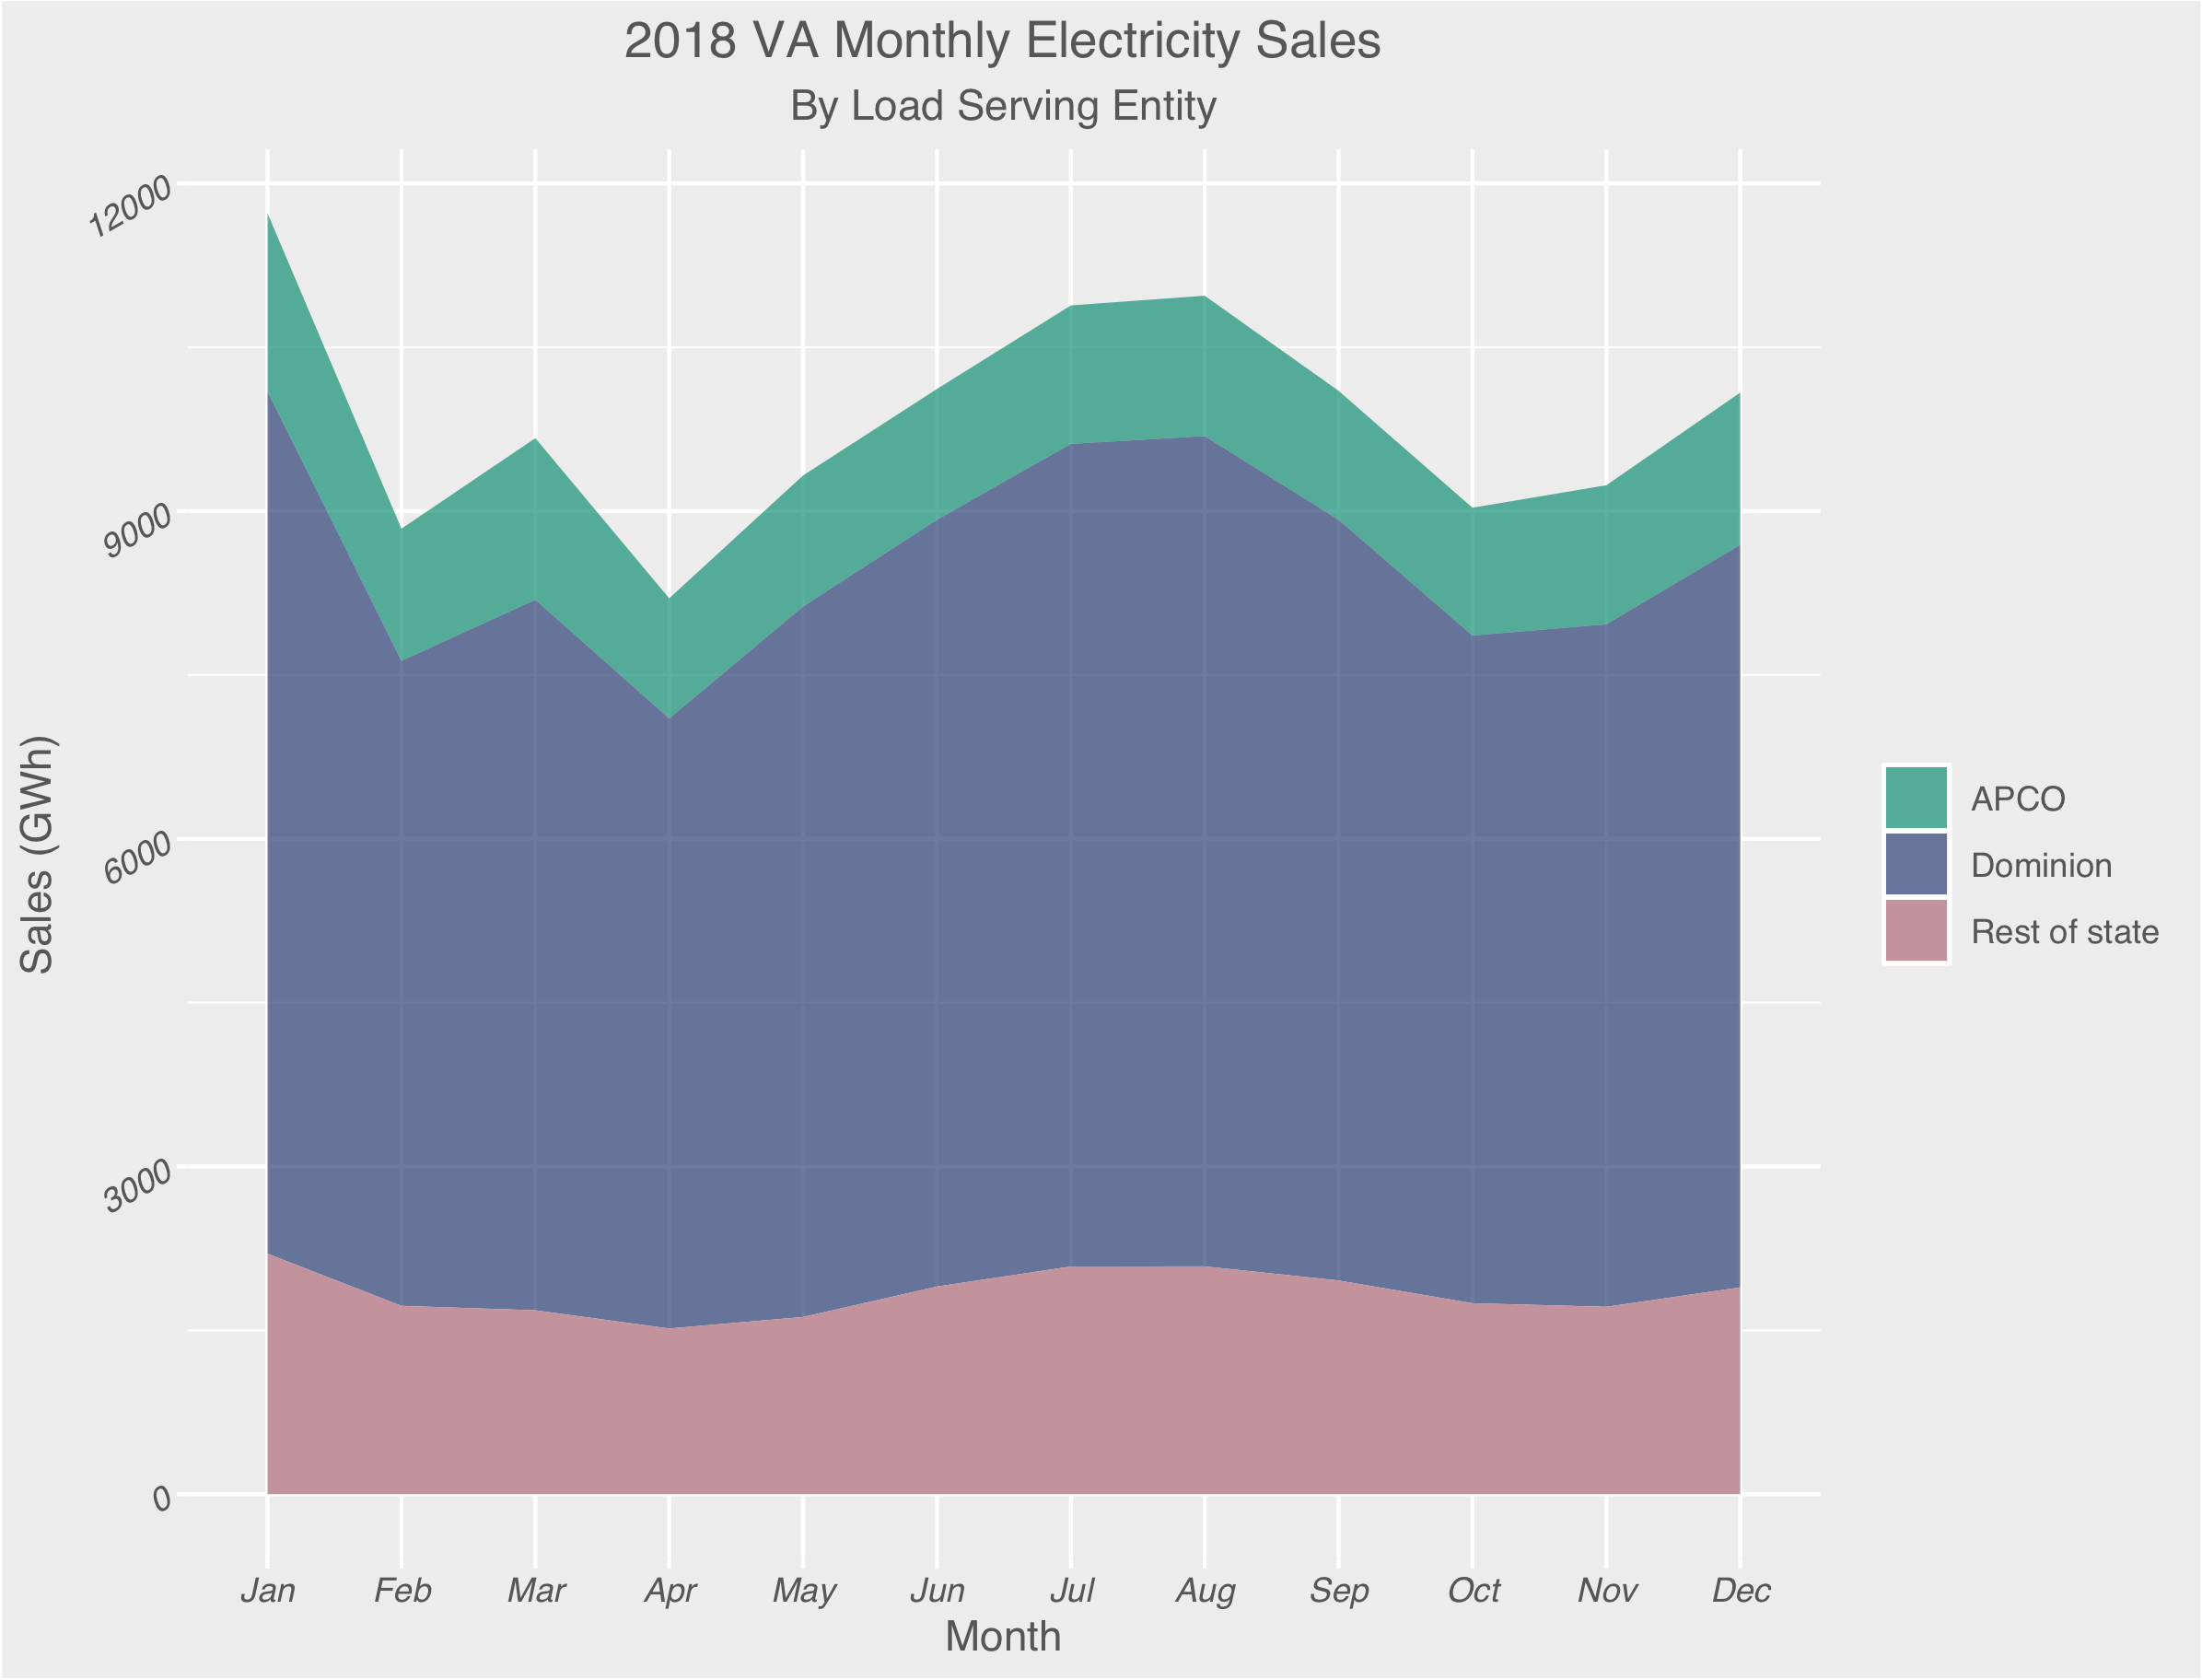 2018 VA Monthly Electricity Sales
By Load Serving Entity
Sales (GWh)
12000
9000
6000
3000
0
Jan Feb Mar Apr May Jun Jul Aug Sep Oct Nov Dec
Month
APCO
Dominion
Rest of state